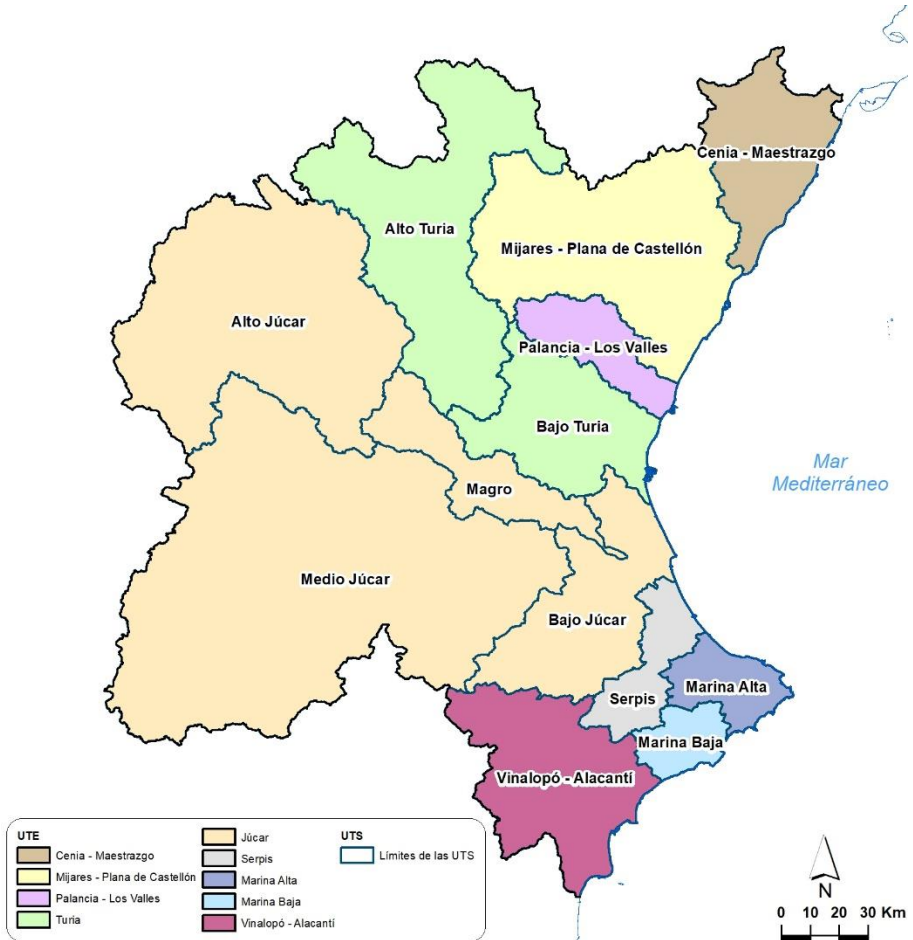 Cenia - Maestrazgo
Alto Turia
Mijares - Plana de Castellón
Alto Júcar
Palancia - Los Valles
Bajo Turia
Mar
Mediterráneo
Magro
Medio Júcar
Bajo Júcar
Serpis
Marina Alta
Marina Baja
Vinalopó - Alacantí
UTE
Cenia - Maestrazgo
Mijares - Plana de Castellón
Palancia - Los Valles
Turia
Júcar
Serpis
Marina Alta
Marina Baja
Vinalopó - Alacantí
UTS
Límites de las UTS
N
0 10 20 30 Km